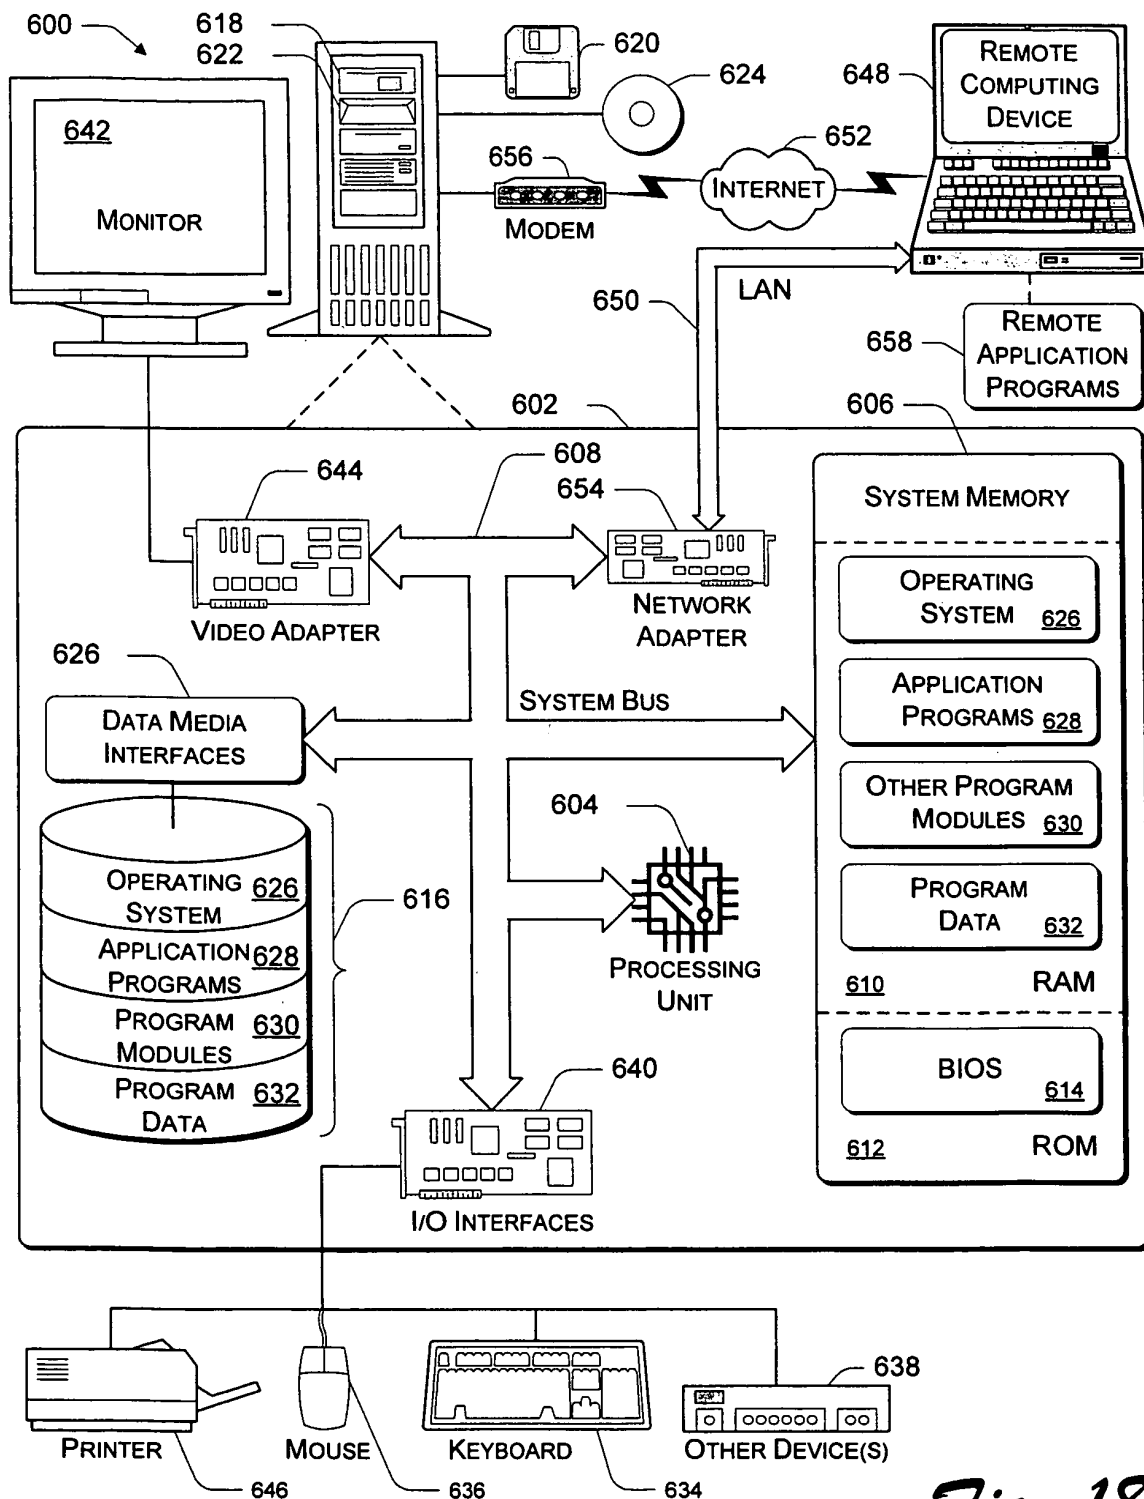 600
618
622
620
624
648
REMOTE
COMPUTING
DEVICE
642
MONITOR
652
656
INTERNET
MODEM
650
LAN
658
REMOTE
APPLICATION
PROGRAMS
602
606
608
644
654
SYSTEM MEMORY
VIDEO ADAPTER
NETWORK
ADAPTER
OPERATING
SYSTEM 626
626
DATA MEDIA
INTERFACES
SYSTEM BUS
APPLICATION
PROGRAMS 628
OTHER PROGRAM
MODULES 630
604
PROCESSING
UNIT
PROGRAM
DATA 632
610 RAM
OPERATING 626
SYSTEM
616
APPLICATION 628
PROGRAMS
PROGRAM 630
MODULES
PROGRAM 632
DATA
BIOS
614
612 ROM
640
I/O INTERFACES
638
PRINTER
MOUSE
KEYBOARD
OTHER DEVICE(S)
646
636
634
Fig. 18